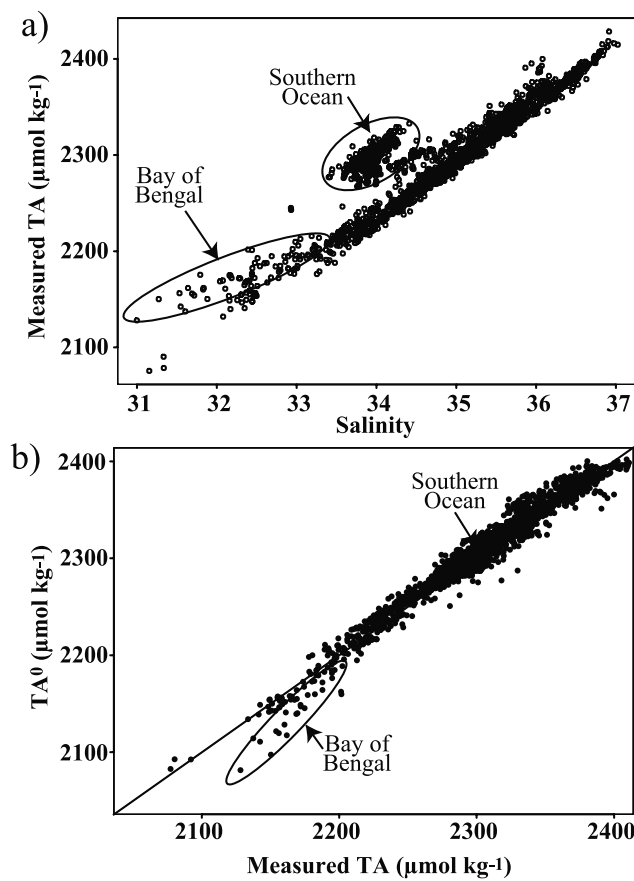 a)
2400
2300
2200
2100
Measured TA (μmol kg-1)
Southern
Ocean
Bay of
Bengal
31 32 33 34 35 36 37
Salinity
b)
2400
2300
2200
2100
TA⁰ (μmol kg-1)
Southern
Ocean
Bay of
Bengal
2100 2200 2300 2400
Measured TA (μmol kg-1)